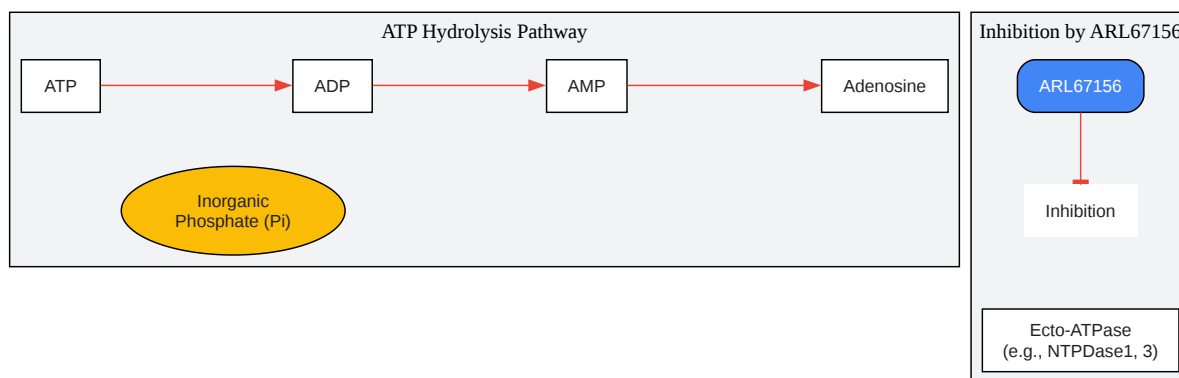 ATP Hydrolysis Pathway
ATP
ADP
AMP
Adenosine
Inorganic
Phosphate (Pi)
Inhibition by ARL67156
ARL67156
Inhibition
Ecto-ATPase
(e.g., NTPDase1, 3)